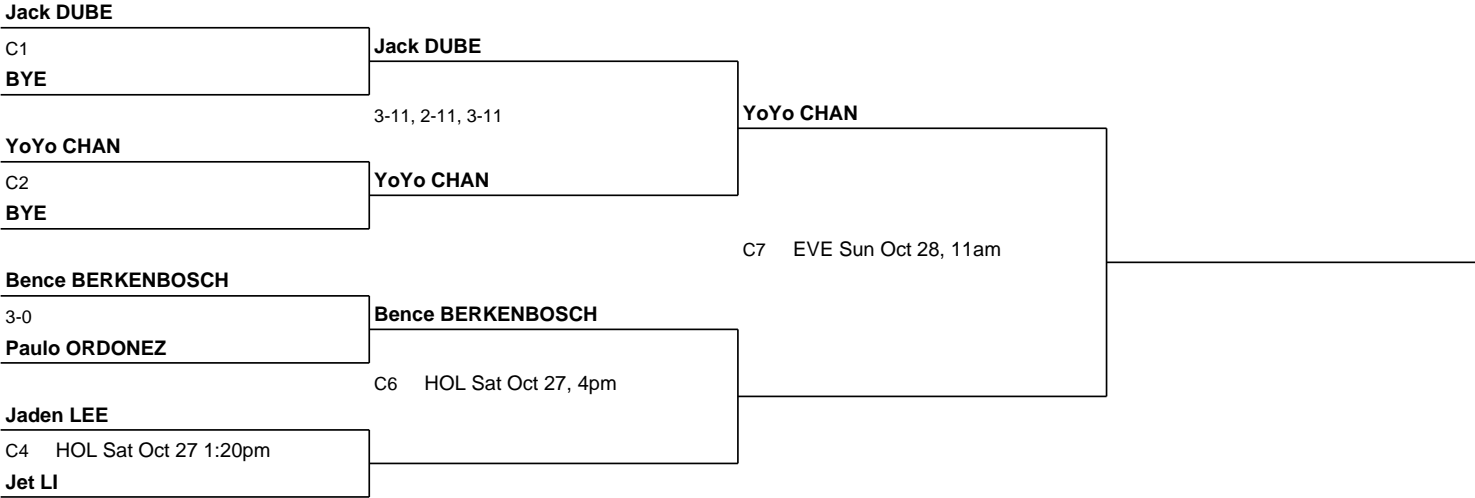 Jack DUBE
C1
BYE
Jack DUBE
3-11, 2-11, 3-11
YoYo CHAN
YoYo CHAN
C2
BYE
YoYo CHAN
C7 EVE Sun Oct 28, 11am
Bence BERKENBOSCH
3-0
Paulo ORDONEZ
Bence BERKENBOSCH
C6 HOL Sat Oct 27, 4pm
Jaden LEE
C4 HOL Sat Oct 27 1:20pm
Jet LI